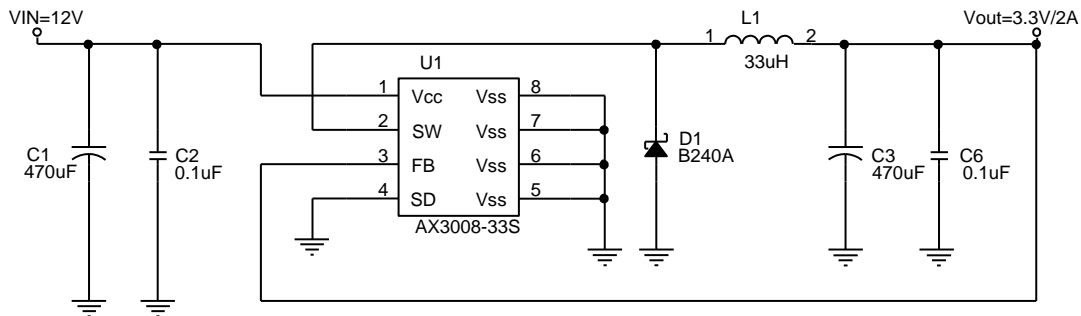 VIN=12V
L1
Vout=3.3V/2A
1
2
33uH
U1
1
Vcc
Vss
8
2
SW
Vss
7
3
FB
Vss
6
4
SD
Vss
5
AX3008-33S
C1
470uF
C2
0.1uF
D1
B240A
C3
470uF
C6
0.1uF